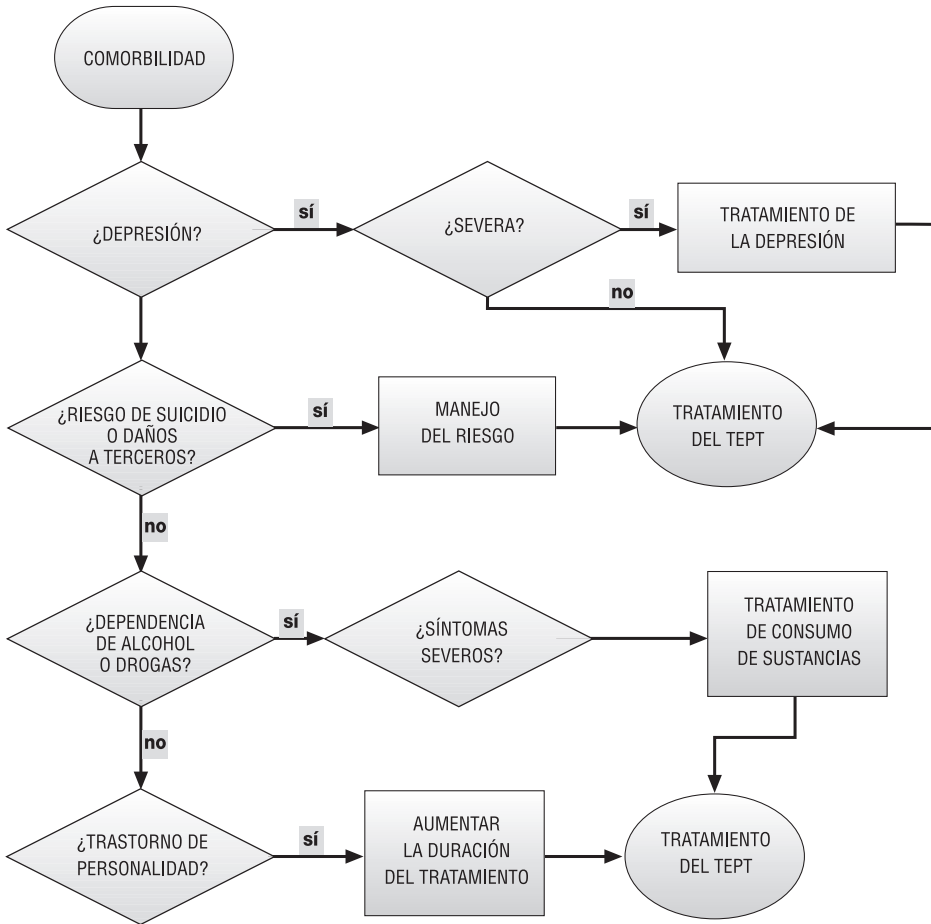 COMORBILIDAD
¿DEPRESIÓN?
sí
¿SEVERA?
sí
TRATAMIENTO DE
LA DEPRESIÓN
no
¿RIESGO DE SUICIDIO
O DAÑOS
A TERCEROS?
sí
MANEJO
DEL RIESGO
TRATAMIENTO
DEL TEPT
no
¿DEPENDENCIA
DE ALCOHOL
O DROGAS?
sí
¿SÍNTOMAS
SEVEROS?
TRATAMIENTO
DE CONSUMO
DE SUSTANCIAS
no
¿TRASTORNO DE
PERSONALIDAD?
sí
AUMENTAR
LA DURACIÓN
DEL TRATAMIENTO
TRATAMIENTO
DEL TEPT